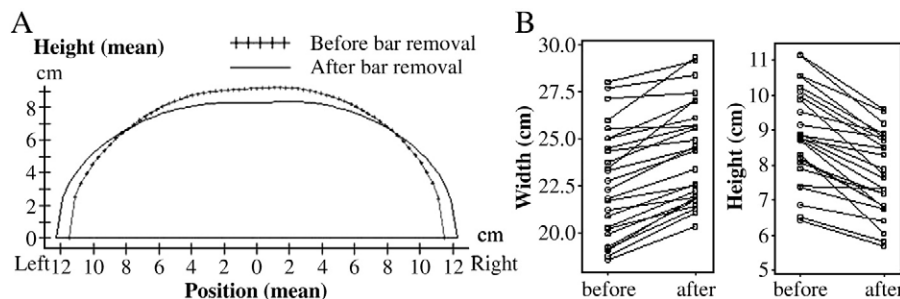 A
Height (mean)
cm
Before bar removal
After bar removal
8
6
4
2
0
cm
Left 12 10 8 6 4 2 0 2 4 6 8 10 12 Right
Position (mean)
B
Width (cm)
30.0
27.5
25.0
22.5
20.0
before after
Height (cm)
11
10
9
8
7
6
5
before after